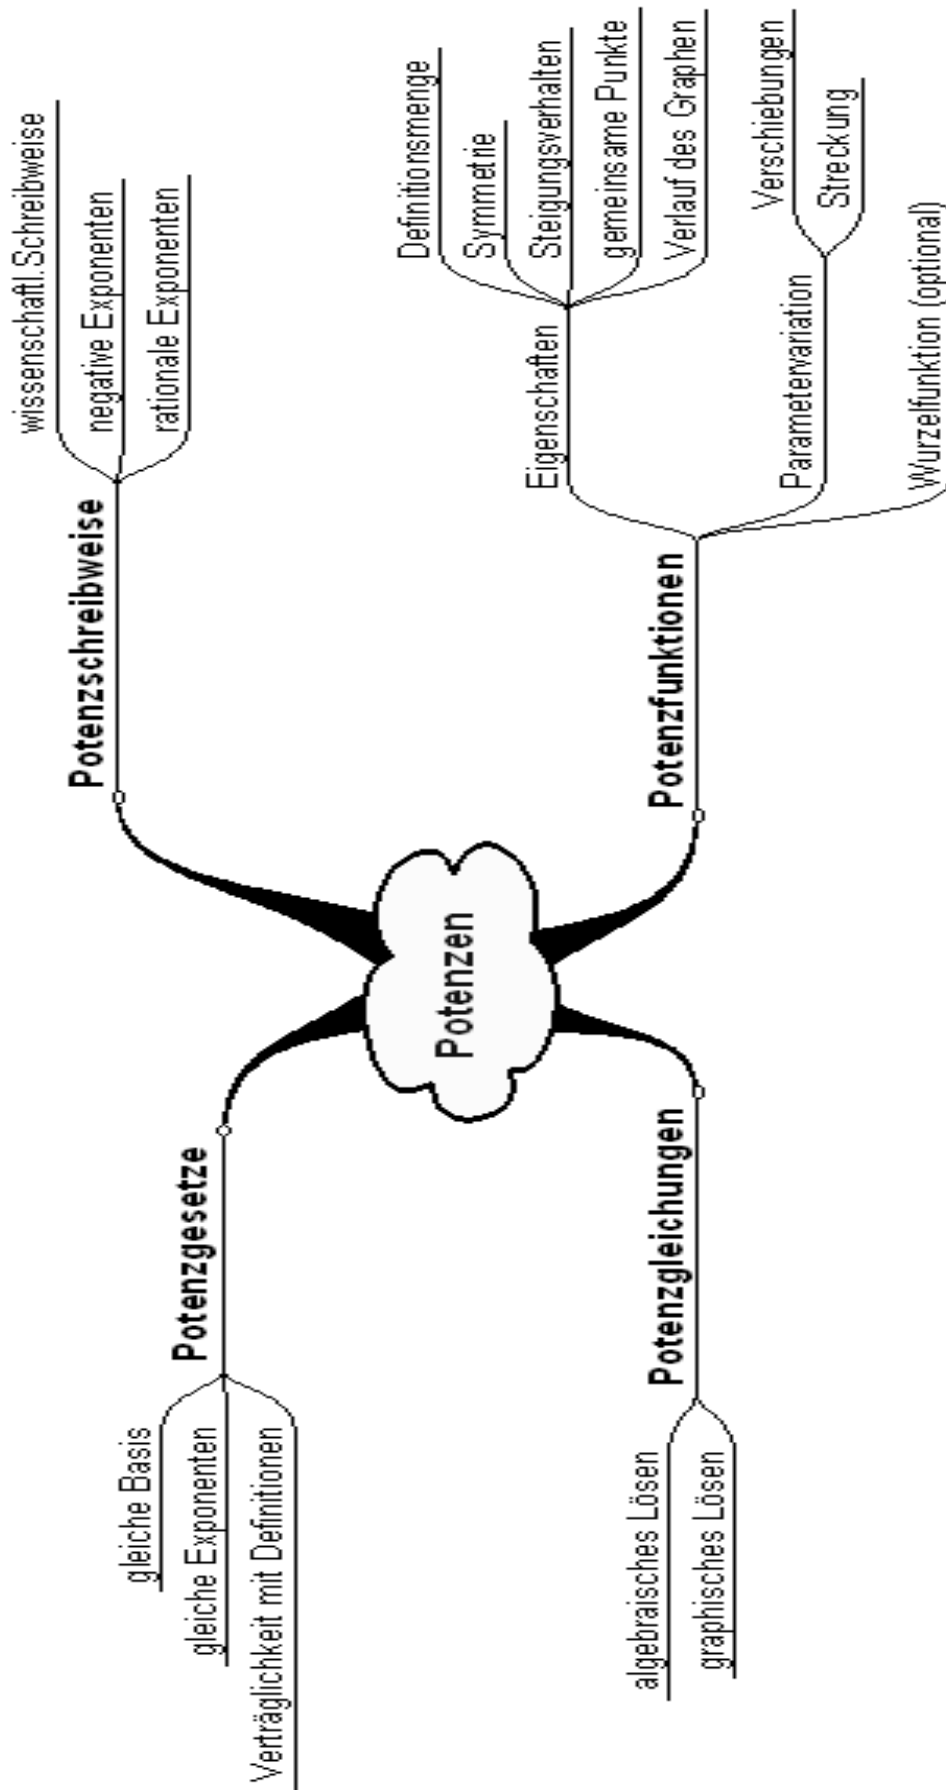 Potenzen
Potenzgesetze
gleiche Basis
gleiche Exponenten
Verträglichkeit mit Definitionen
Potenzschreibweise
wissenschaftl.Schreibweise
negative Exponenten
rationale Exponenten
Potenzgleichungen
algebraisches Lösen
graphisches Lösen
Potenzfunktionen
Eigenschaften
Definitionsmenge
Symmetrie
Steigungsverhalten
gemeinsame Punkte
Verlauf des Graphen
Parametervariation
Verschiebungen
Streckung
Wurzelfunktion (optional)